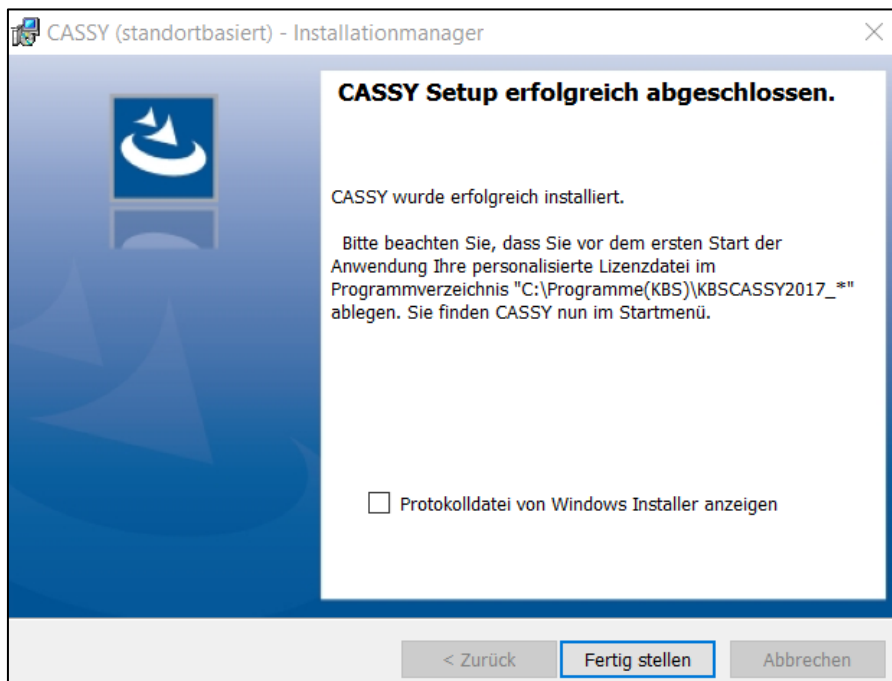 CASSY (standortbasiert) - Installationmanager
CASSY Setup erfolgreich abgeschlossen.
CASSY wurde erfolgreich installiert.
Bitte beachten Sie, dass Sie vor dem ersten Start der
Anwendung Ihre personalisierte Lizenzdatei im
Programmverzeichnis "C:\Programme(KBS)\KBSCASSY2017_*"
ablegen. Sie finden CASSY nun im Startmenü.
Protokolldatei von Windows Installer anzeigen
< Zurück
Fertig stellen
Abbrechen